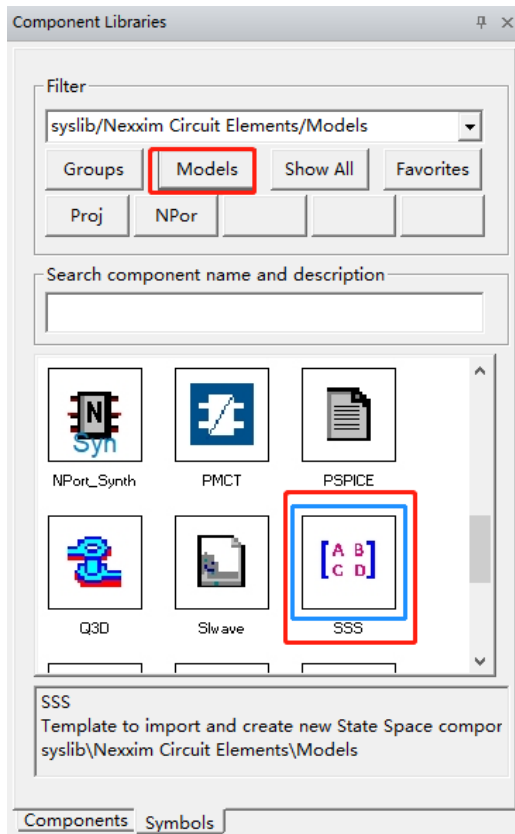 Component Libraries
Filter
syslib/Nexxim Circuit Elements/Models
Groups Models Show All Favorites
Proj NPor
Search component name and description
N
Syn
NPort_Synth PMCT PSPICE
A B
C D
Q3D SIwave SSS
SSS
Template to import and create new State Space compor
syslib\Nexxim Circuit Elements\Models
Components Symbols